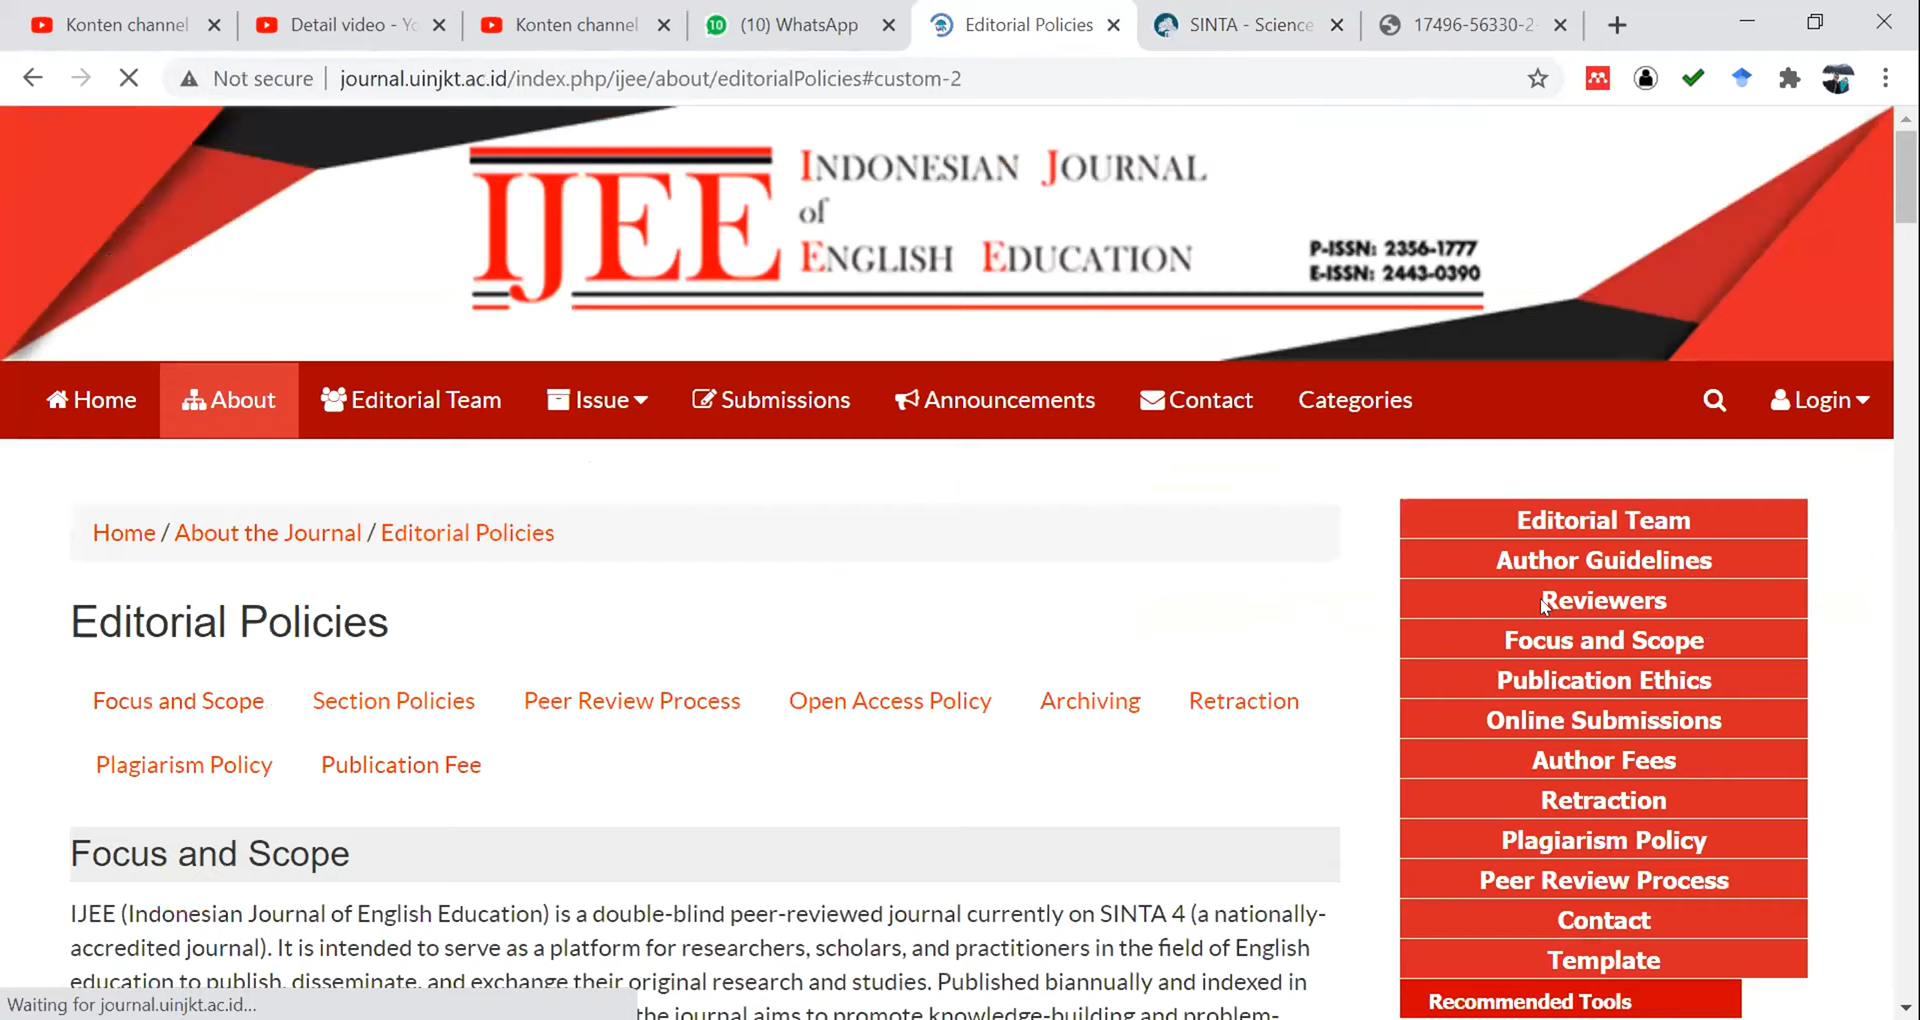 Konten channel
Detail video - Yo
Konten channel
(10) WhatsApp
Editorial Policies
SINTA - Science
17496-56330-2-
Not secure
journal.uinjkt.ac.id/index.php/ijee/about/editorialPolicies#custom-2
IJEE
INDONESIAN JOURNAL
of
ENGLISH EDUCATION
P-ISSN: 2356-1777
E-ISSN: 2443-0390
Home
About
Editorial Team
Issue
Submissions
Announcements
Contact
Categories
Login
Home / About the Journal / Editorial Policies
Editorial Policies
Focus and Scope
Section Policies
Peer Review Process
Open Access Policy
Archiving
Retraction
Plagiarism Policy
Publication Fee
Focus and Scope
IJEE (Indonesian Journal of English Education) is a double-blind peer-reviewed journal currently on SINTA 4 (a nationally-
accredited journal). It is intended to serve as a platform for researchers, scholars, and practitioners in the field of English
education to publish, disseminate, and exchange their original research and studies. Published biannually and indexed in
the journal aims to promote knowledge-building and problem-
Editorial Team
Author Guidelines
Reviewers
Focus and Scope
Publication Ethics
Online Submissions
Author Fees
Retraction
Plagiarism Policy
Peer Review Process
Contact
Template
Recommended Tools
Waiting for journal.uinjkt.ac.id...